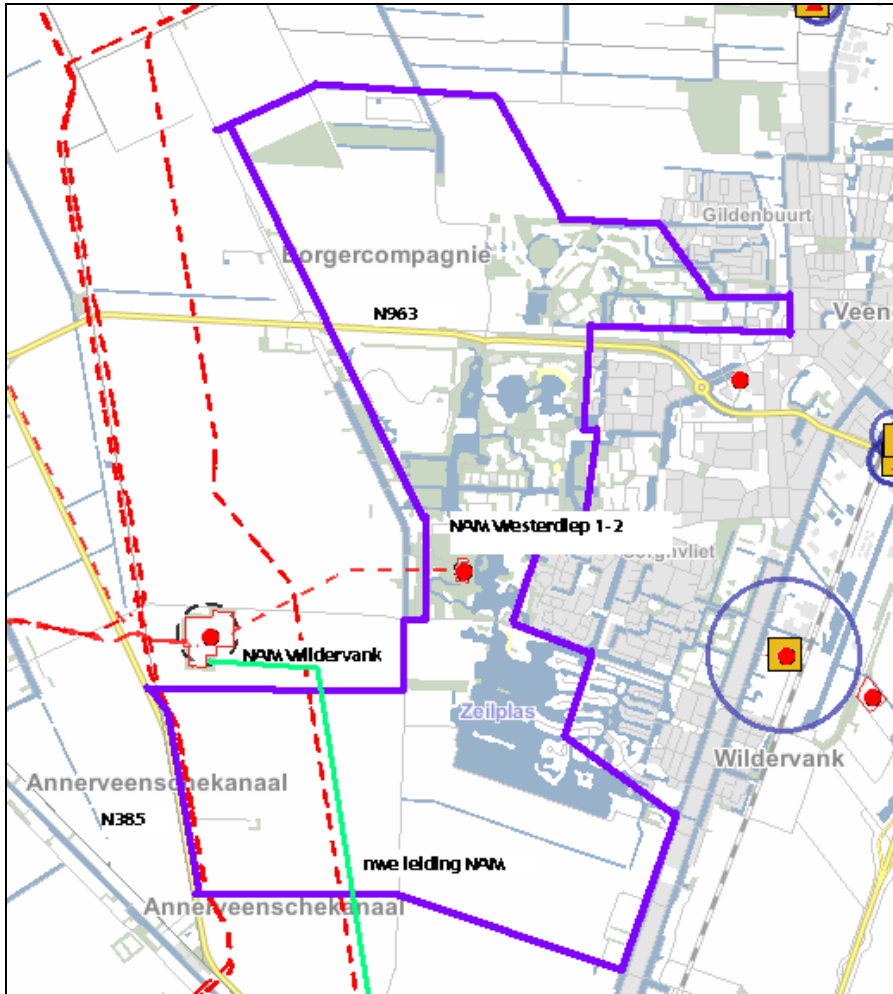 Gildenbuurt
Borgercompagnie
N963
Veen
NAM Westerdiep 1-2
NAM Wildervank
Zeilplas
Wildervank
Annerveenschekanaal
N385
nwe leiding NAM
Annerveenschekanaal